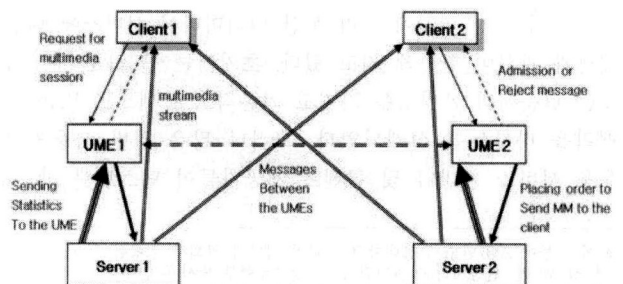 Client 1
Client 2
Request for
multimedia
session
multimedia
stream
Admission or
Reject message
UME 1
UME 2
Sending
Statistics
To the UME
Messages
Between
the UMEs
Placing order to
Send MM to the
client
Server 1
Server 2